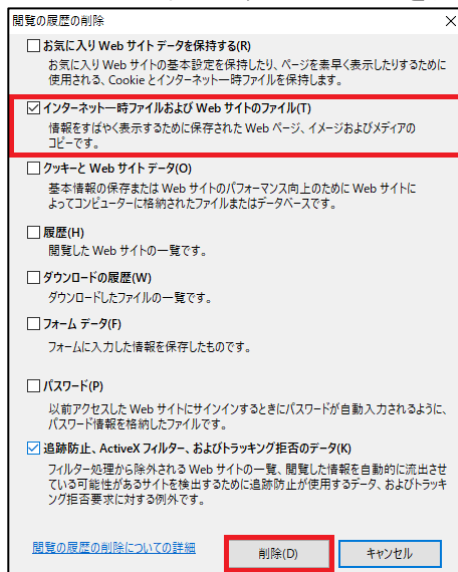 閲覧の履歴の削除
お気に入り Web サイト データを保持する(R)
お気に入り Web サイトの基本設定を保持したり、ページを素早く表示したりするために
使用される、Cookie とインターネット一時ファイルを保持します。
インターネット一時ファイルおよび Web サイトのファイル(T)
情報をすばやく表示するために保存された Web ページ、イメージおよびメディアの
コピーです。
クッキーと Web サイト データ(O)
基本情報の保存または Web サイトのパフォーマンス向上のために Web サイトに
よってコンピューターに格納されたファイルまたはデータベースです。
履歴(H)
閲覧した Web サイトの一覧です。
ダウンロードの履歴(W)
ダウンロードしたファイルの一覧です。
フォーム データ(F)
フォームに入力した情報を保存したものです。
パスワード(P)
以前アクセスした Web サイトにサインインするときにパスワードが自動入力されるように、
パスワード情報を格納したファイルです。
追跡防止、ActiveX フィルター、およびトラッキング拒否のデータ(K)
フィルター処理から除外される Web サイトの一覧、閲覧した情報を自動的に流出させ
ている可能性があるサイトを検出するために追跡防止が使用するデータ、およびトラッキ
ング拒否要求に対する例外です。
閲覧の履歴の削除についての詳細
削除(D)
キャンセル